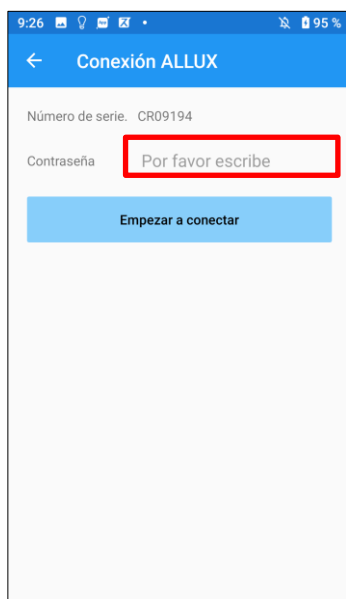 9:26 95 %
Conexión ALLUX
Número de serie. CR09194
Contraseña Por favor escribe
Empezar a conectar